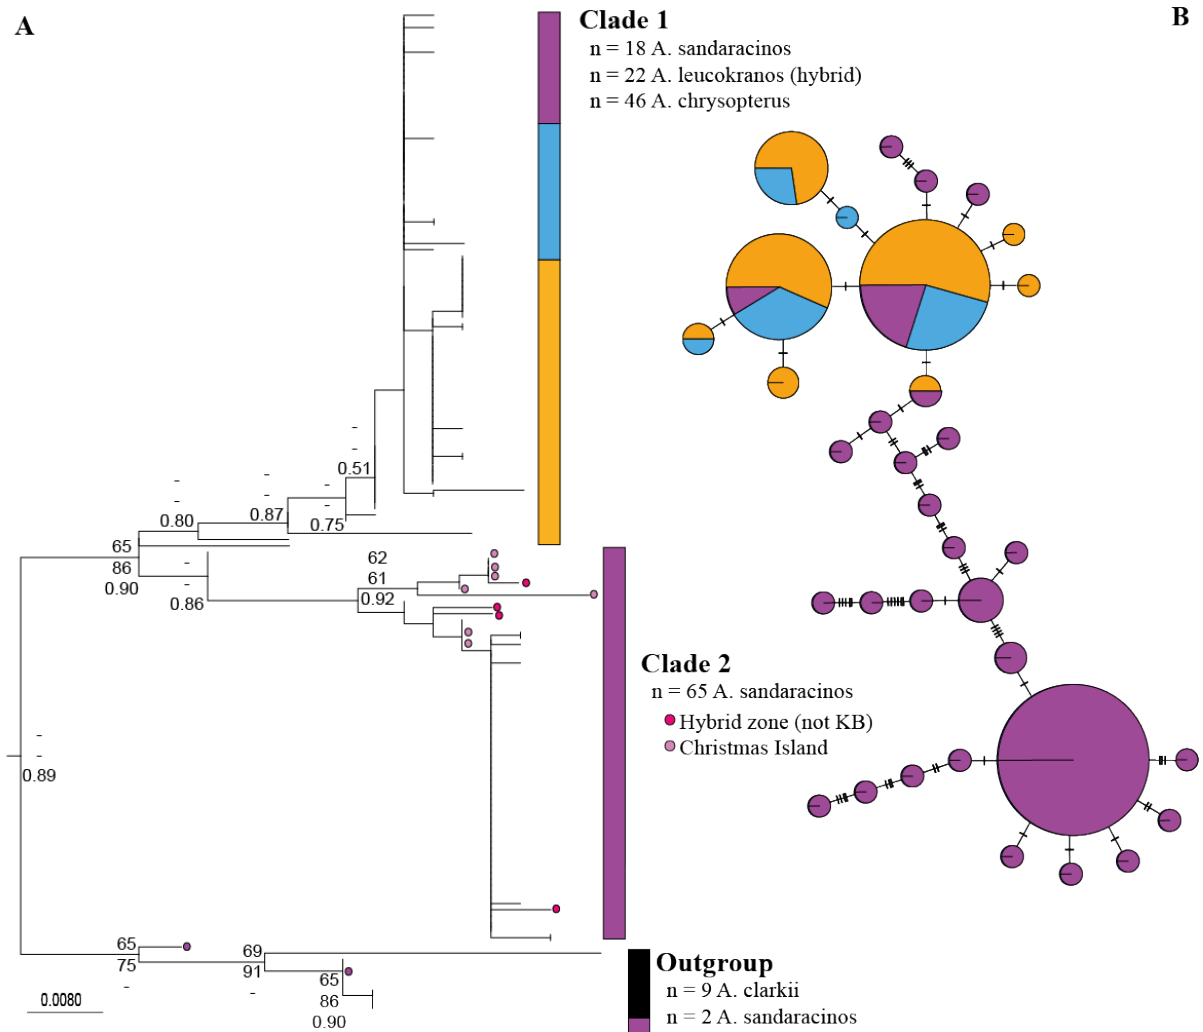 A
Clade 1
B
n = 18 A. sandaracinos
n = 22 A. leucokranos (hybrid)
n = 46 A. chrysopterus
-
-
0.51
-
-
0.87
-
-
0.75
-
-
0.80
65
86
0.90
-
-
0.86
62
61
0.92
Clade 2
n = 65 A. sandaracinos
Hybrid zone (not KB)
Christmas Island
-
-
0.89
65
75
-
69
91
-
65
86
0.90
Outgroup
n = 9 A. clarkii
n = 2 A. sandaracinos
0.0080